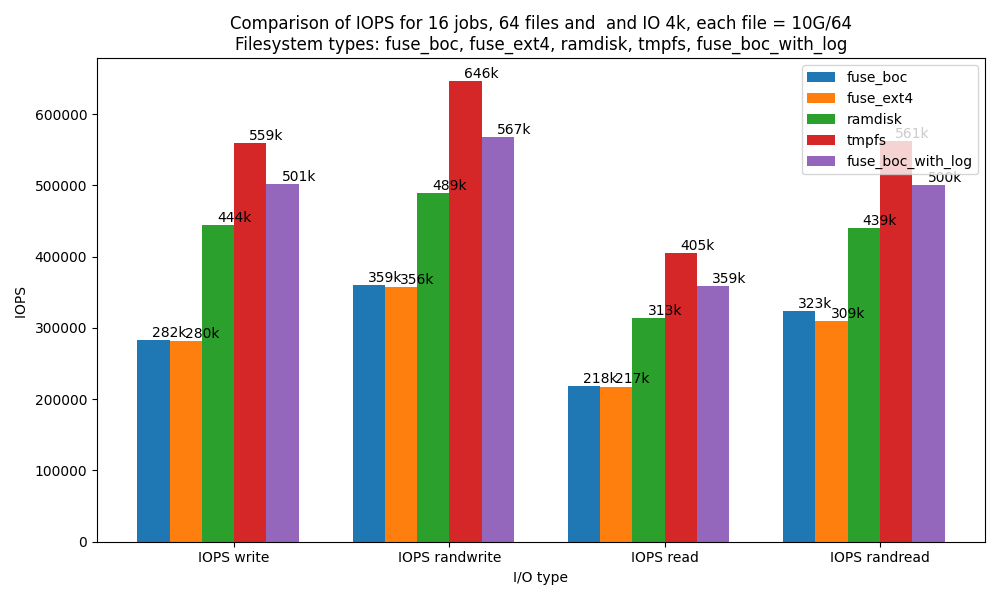 Comparison of IOPS for 16 jobs, 64 files and  and IO 4k, each file = 10G/64
Filesystem types: fuse_boc, fuse_ext4, ramdisk, tmpfs, fuse_boc_with_log
IOPS
600000
500000
400000
300000
200000
100000
0
282k
280k
444k
559k
501k
359k
356k
489k
646k
567k
218k
217k
313k
405k
359k
323k
309k
439k
561k
500k
fuse_boc
fuse_ext4
ramdisk
tmpfs
fuse_boc_with_log
IOPS write
IOPS randwrite
IOPS read
IOPS randread
I/O type